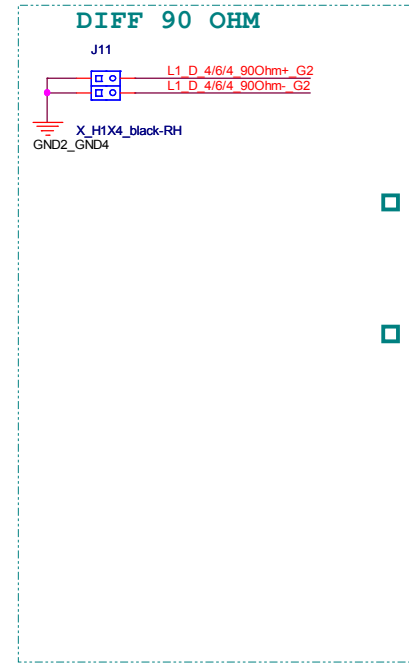 DIFF 90 OHM
J11
L1_D_4/6/4_90Ohm+_G2
L1_D_4/6/4_90Ohm-_G2
X_H1X4_black-RH
GND2_GND4